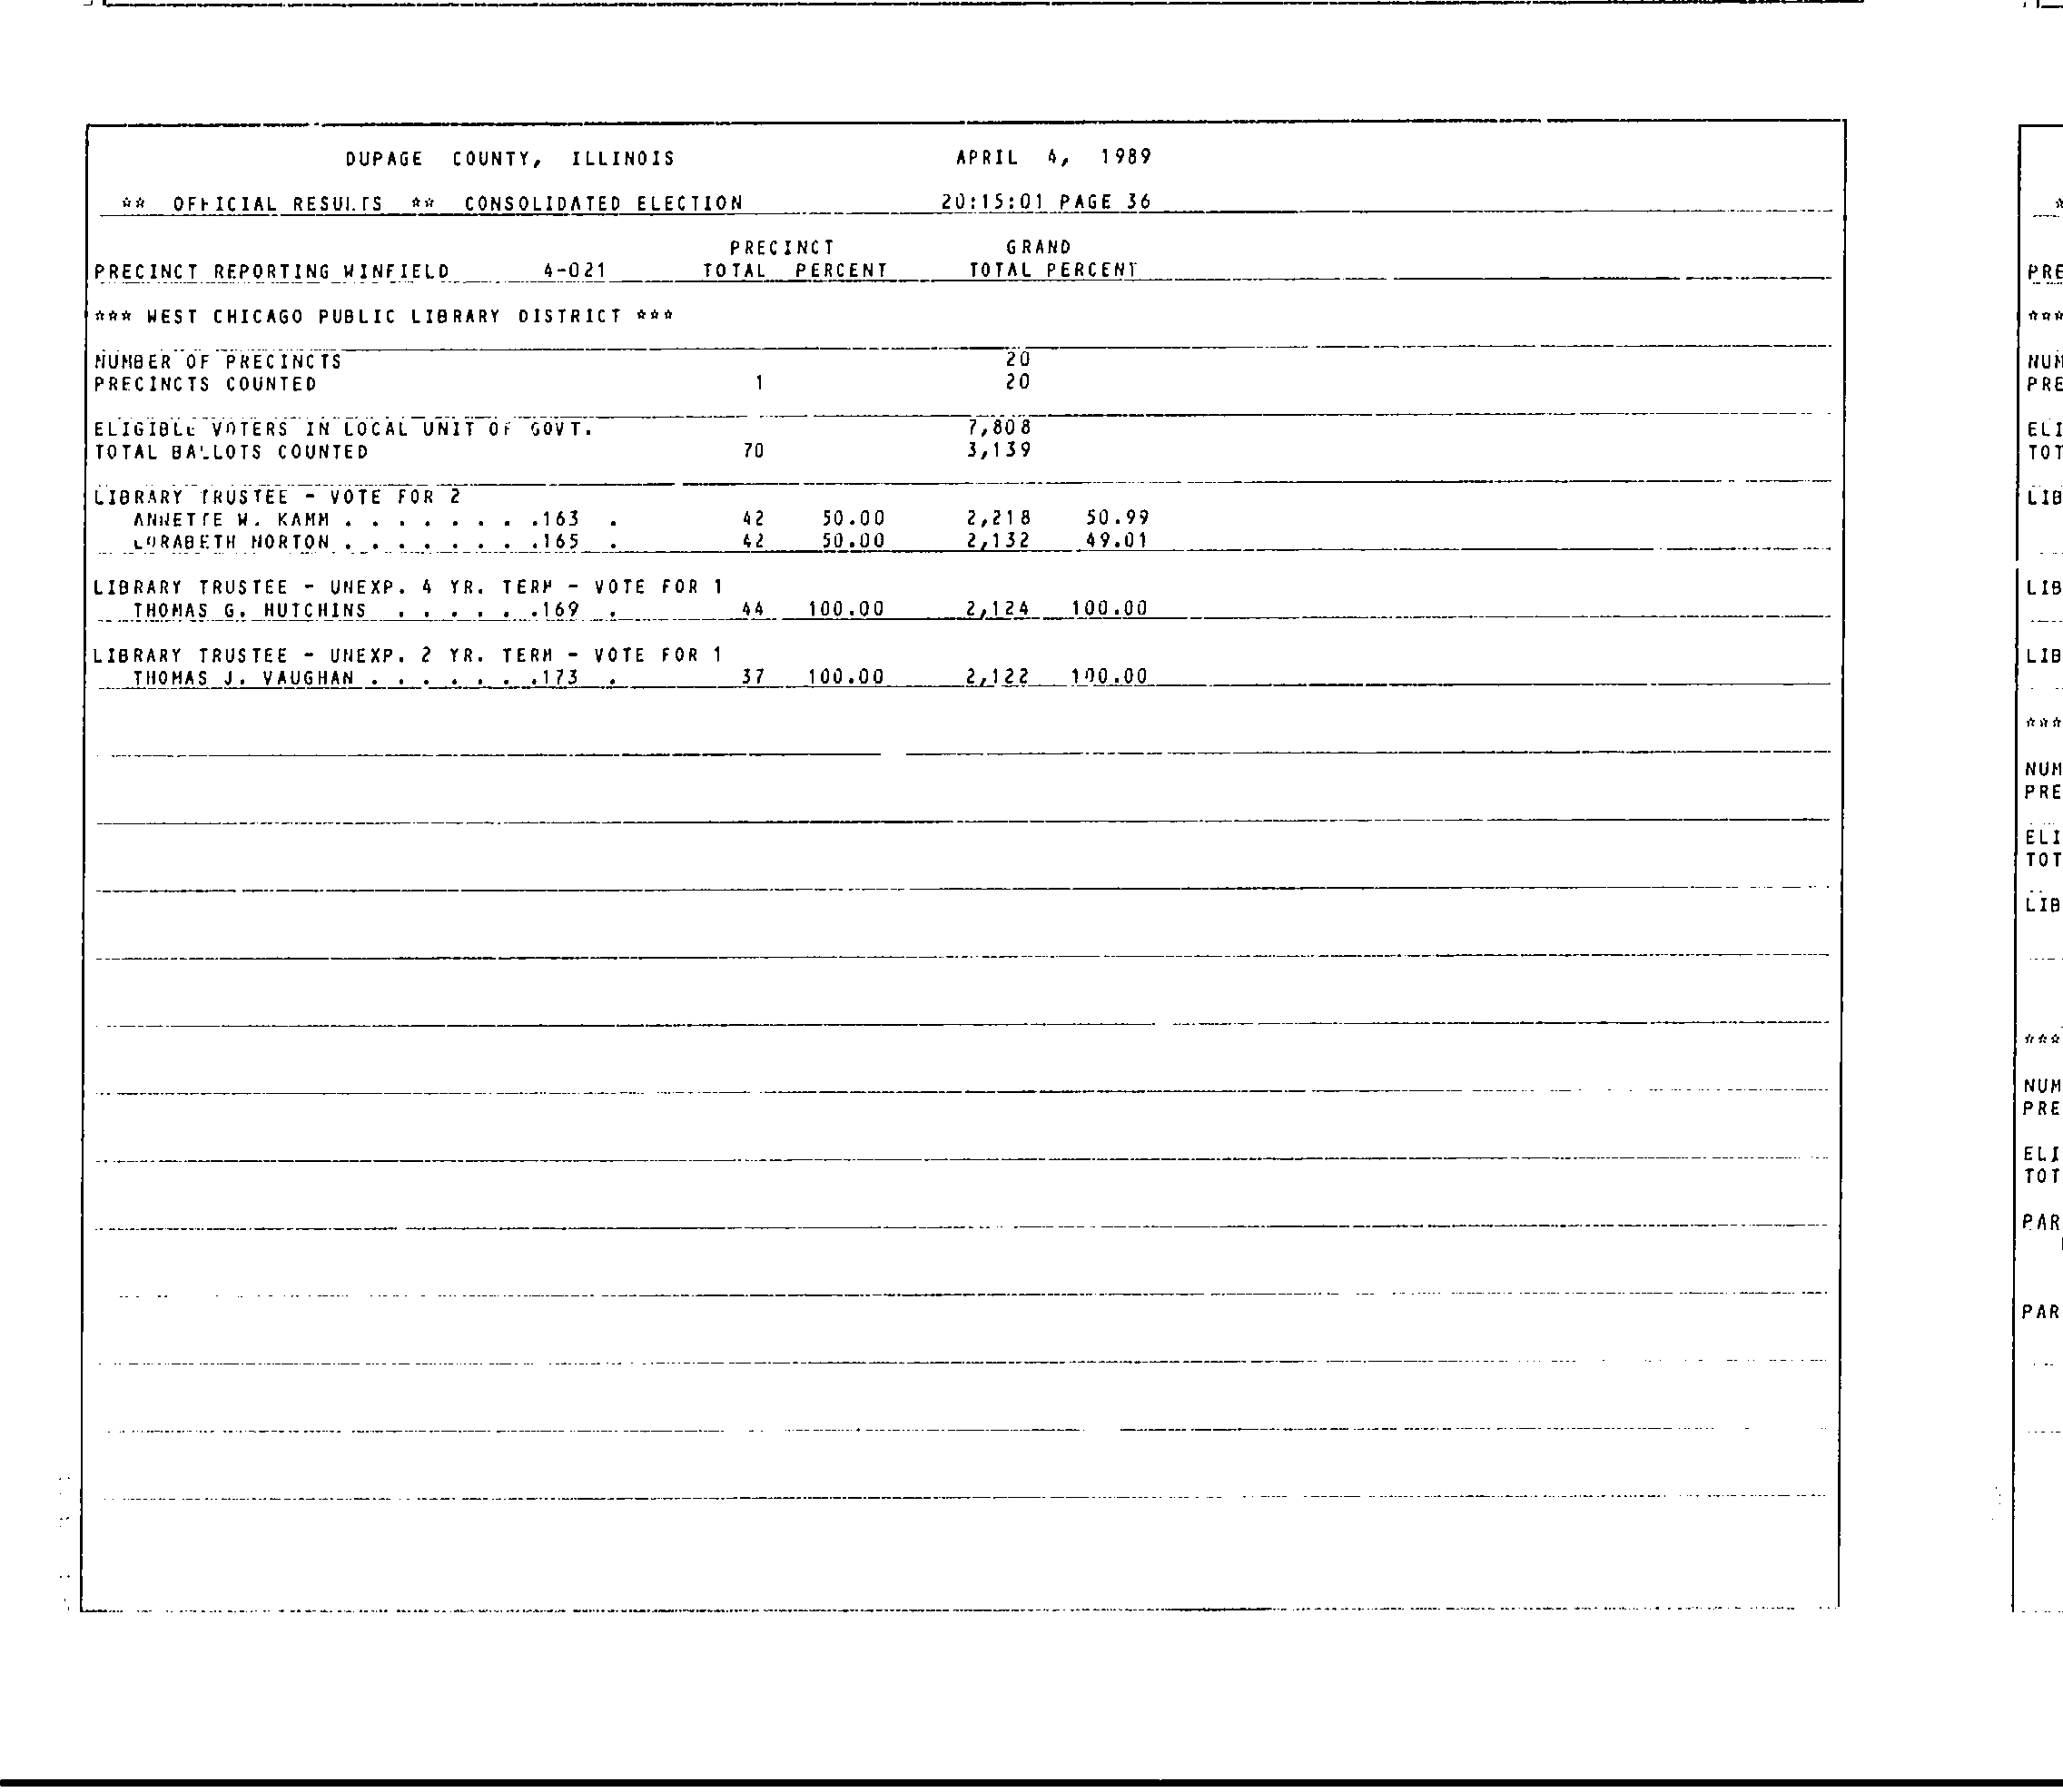 DUPAGE COUNTY, ILLINOIS APRIL 4, 1989
** OFFICIAL RESULTS ** CONSOLIDATED ELECTION 20:15:01 PAGE 36
PRECINCT GRAND
PRECINCT REPORTING WINFIELD 4-021 TOTAL PERCENT TOTAL PERCENT
*** WEST CHICAGO PUBLIC LIBRARY DISTRICT ***
NUMBER OF PRECINCTS 20
PRECINCTS COUNTED 1 20
ELIGIBLE VOTERS IN LOCAL UNIT OF GOVT. 7,808
TOTAL BALLOTS COUNTED 70 3,139
LIBRARY TRUSTEE - VOTE FOR 2
ANNETTE W. KAMM . . . . . . . .163 . 42 50.00 2,218 50.99
LORABETH NORTON . . . . . . . .165 . 42 50.00 2,132 49.01
LIBRARY TRUSTEE - UNEXP. 4 YR. TERM - VOTE FOR 1
THOMAS G. HUTCHINS . . . . . .169 . 44 100.00 2,124 100.00
LIBRARY TRUSTEE - UNEXP. 2 YR. TERM - VOTE FOR 1
THOMAS J. VAUGHAN . . . . . . .173 . 37 100.00 2,122 100.00
*
PRE
***
NUM
PRE
ELI
TOT
LIB
LIB
LIB
***
NUM
PRE
ELI
TOT
LIB
***
NUM
PRE
ELI
TOT
PAR
PAR